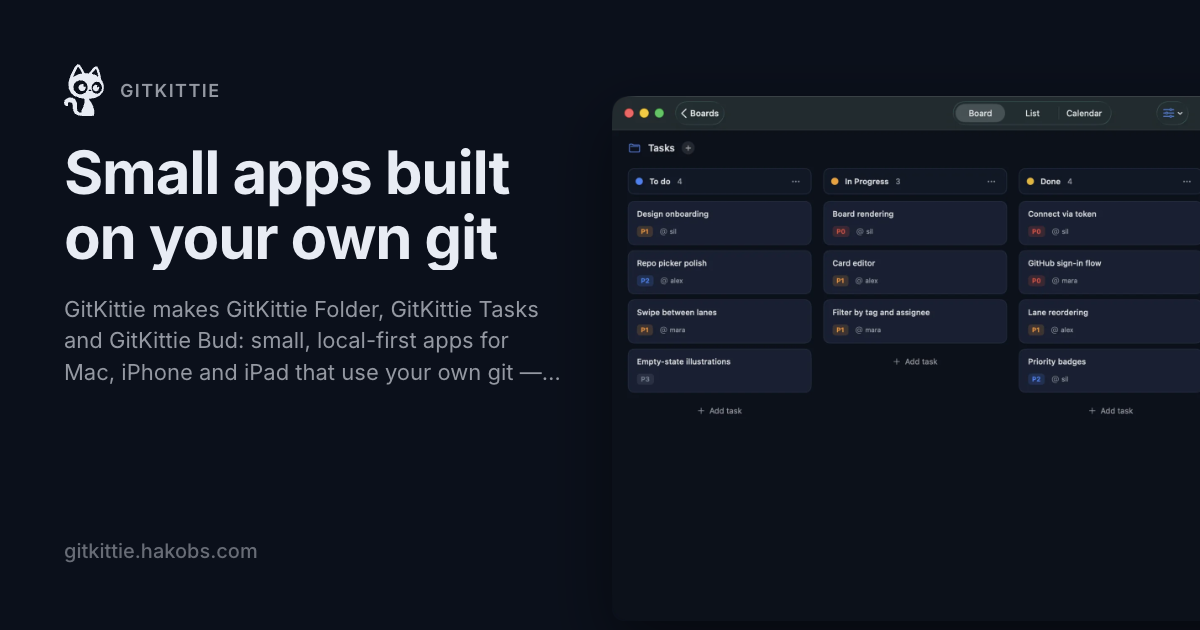 GITKITTIE
Small apps built
on your own git
GitKittie makes GitKittie Folder, GitKittie Tasks
and GitKittie Bud: small, local-first apps for
Mac, iPhone and iPad that use your own git —...
gitkittie.hakobs.com
Boards
Board List Calendar
Tasks +
To do 4 ...
Design onboarding
P1 @ sil
Repo picker polish
P2 @ alex
Swipe between lanes
P1 @ mara
Empty-state illustrations
P3
+ Add task
In Progress 3 ...
Board rendering
P0 @ sil
Card editor
P1 @ alex
Filter by tag and assignee
P1 @ mara
+ Add task
Done 4 ...
Connect via token
P0 @ sil
GitHub sign-in flow
P0 @ mara
Lane reordering
P1 @ alex
Priority badges
P2 @ sil
+ Add task